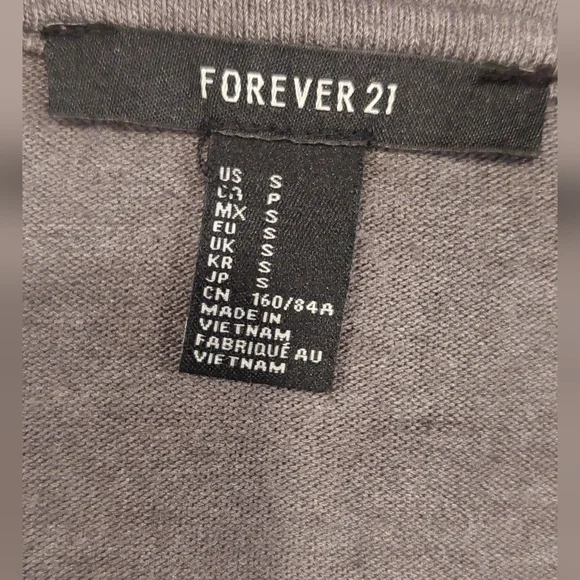 FOREVER 21
US S
CA P
MX S
EU S
UK S
KR S
JP S
CN 160/84A
MADE IN
VIETNAM
FABRIQUÉ AU
VIETNAM